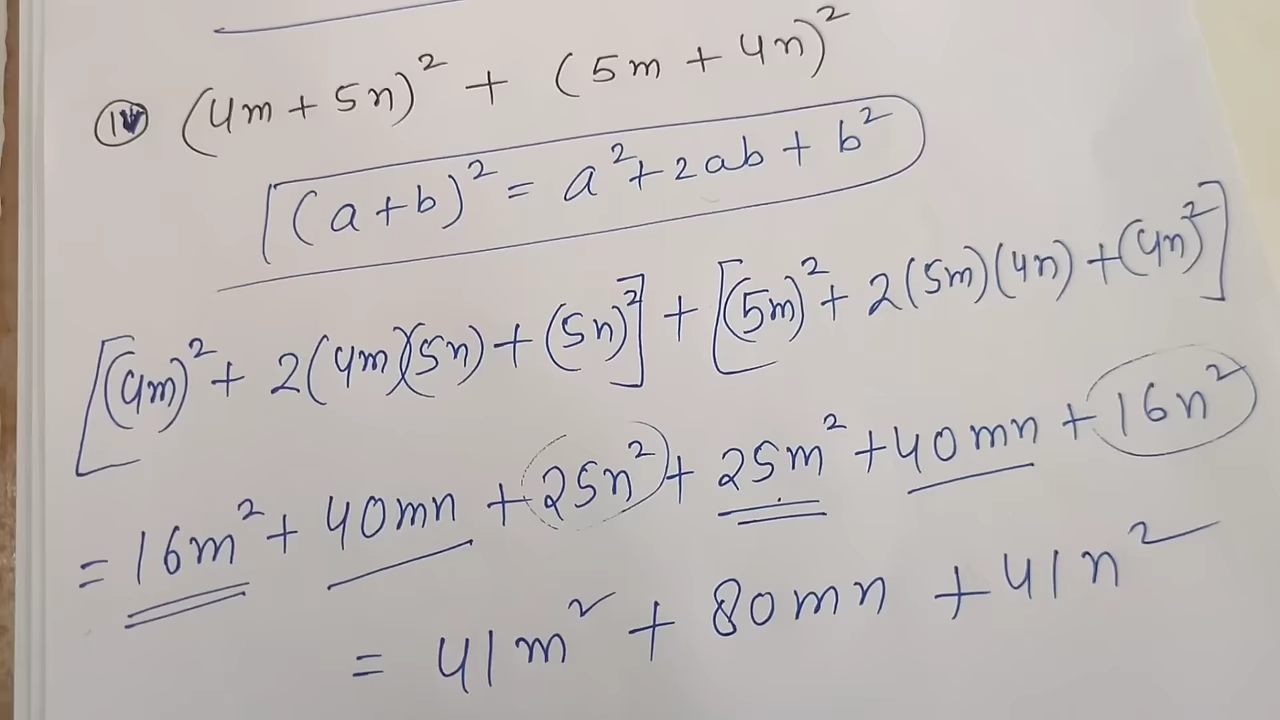 (iv) (4m + 5n)² + (5m + 4n)²
(a+b)² = a² + 2ab + b²
[(4m)² + 2(4m)(5n) + (5n)²] + [(5m)² + 2(5m)(4n) + (4n)²]
= 16m² + 40mn + 25n² + 25m² + 40mn + 16n²
= 41m² + 80mn + 41n²